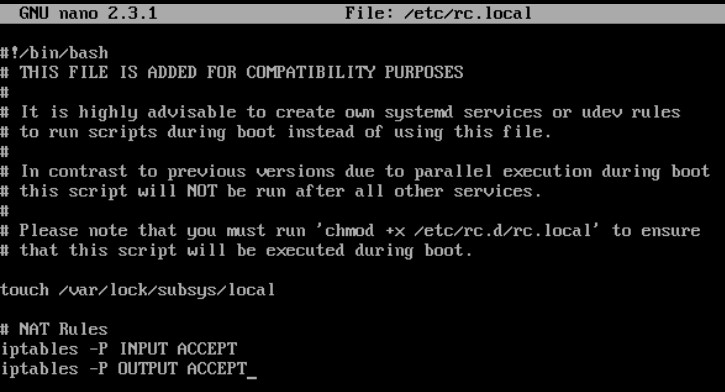 GNU nano 2.3.1 File: /etc/rc.local
#!/bin/bash
# THIS FILE IS ADDED FOR COMPATIBILITY PURPOSES
#
# It is highly advisable to create own systemd services or udev rules
# to run scripts during boot instead of using this file.
#
# In contrast to previous versions due to parallel execution during boot
# this script will NOT be run after all other services.
#
# Please note that you must run 'chmod +x /etc/rc.d/rc.local' to ensure
# that this script will be executed during boot.
touch /var/lock/subsys/local
# NAT Rules
iptables -P INPUT ACCEPT
iptables -P OUTPUT ACCEPT_